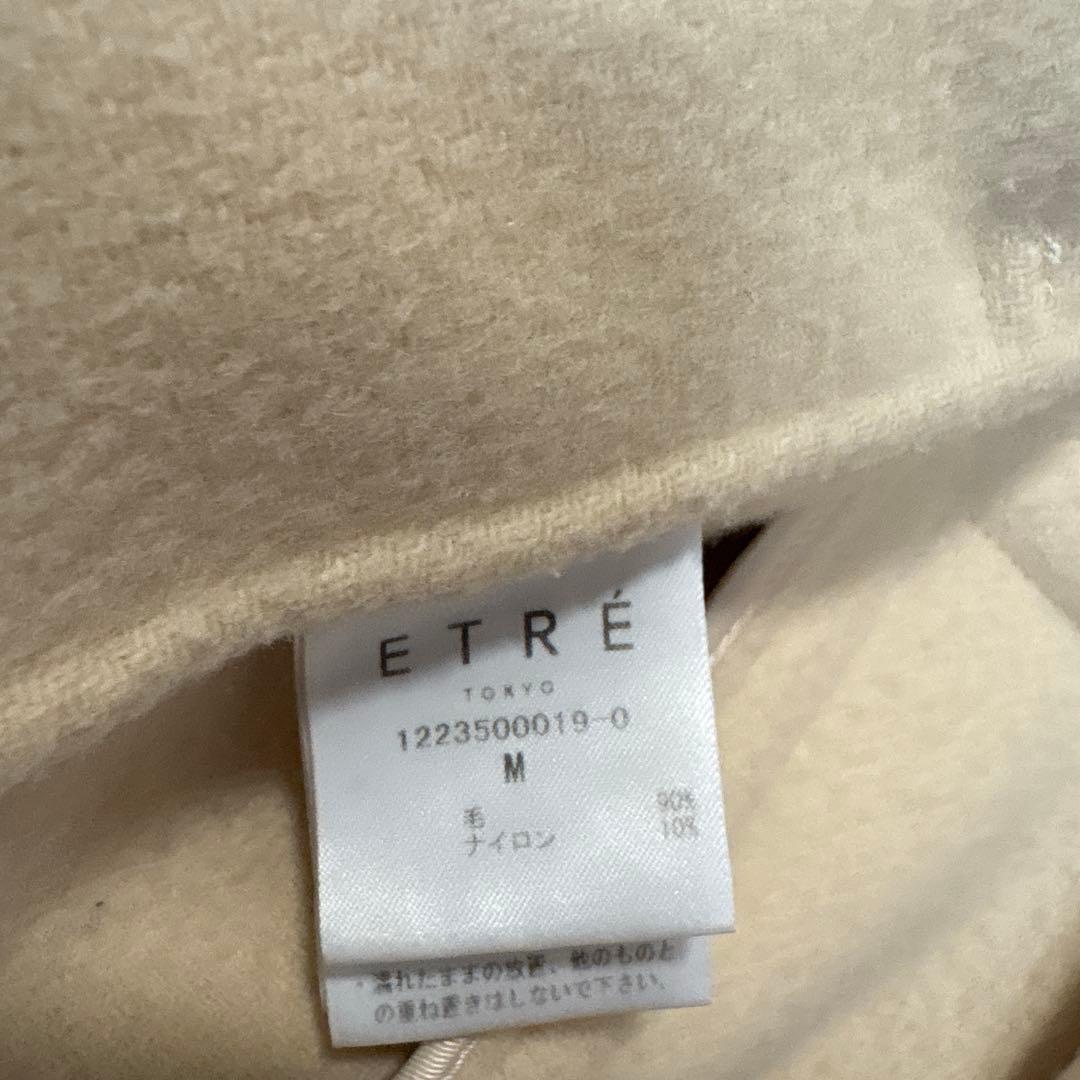 ETRÉ
TOKYO
1223500019-0
M
毛 90%
ナイロン 10%
・濡れたままの放置、他のものと
の重ね置きはしないで下さい。